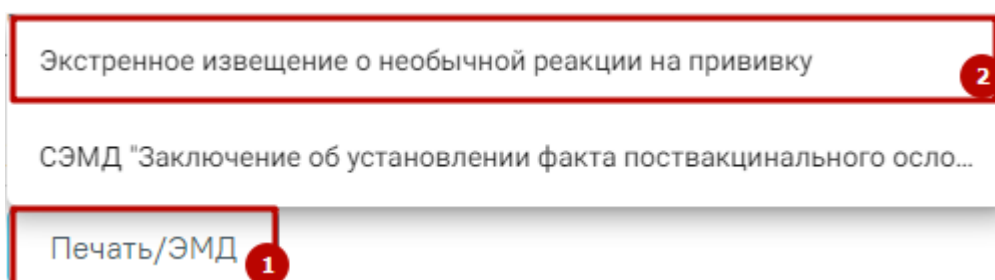 Экстренное извещение о необычной реакции на прививку
2
СЭМД "Заключение об установлении факта поствакцинального осло...
Печать/ЭМД
1